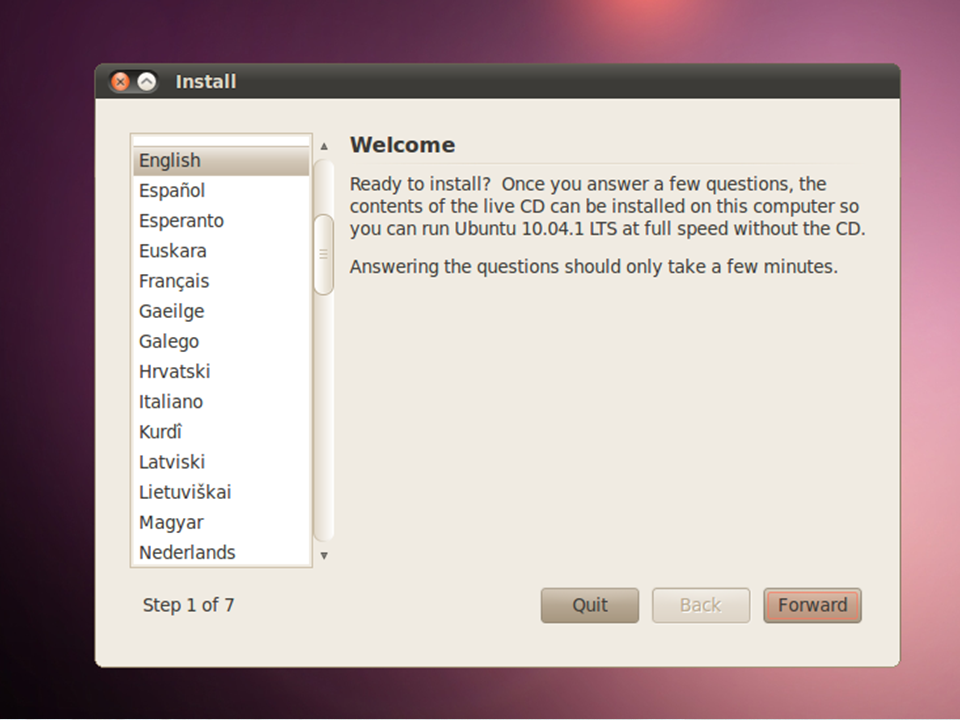 Install
English
Español
Esperanto
Euskara
Français
Gaeilge
Galego
Hrvatski
Italiano
Kurdî
Latviski
Lietuviškai
Magyar
Nederlands
Welcome
Ready to install?  Once you answer a few questions, the
contents of the live CD can be installed on this computer so
you can run Ubuntu 10.04.1 LTS at full speed without the CD.
Answering the questions should only take a few minutes.
Step 1 of 7
Quit
Back
Forward